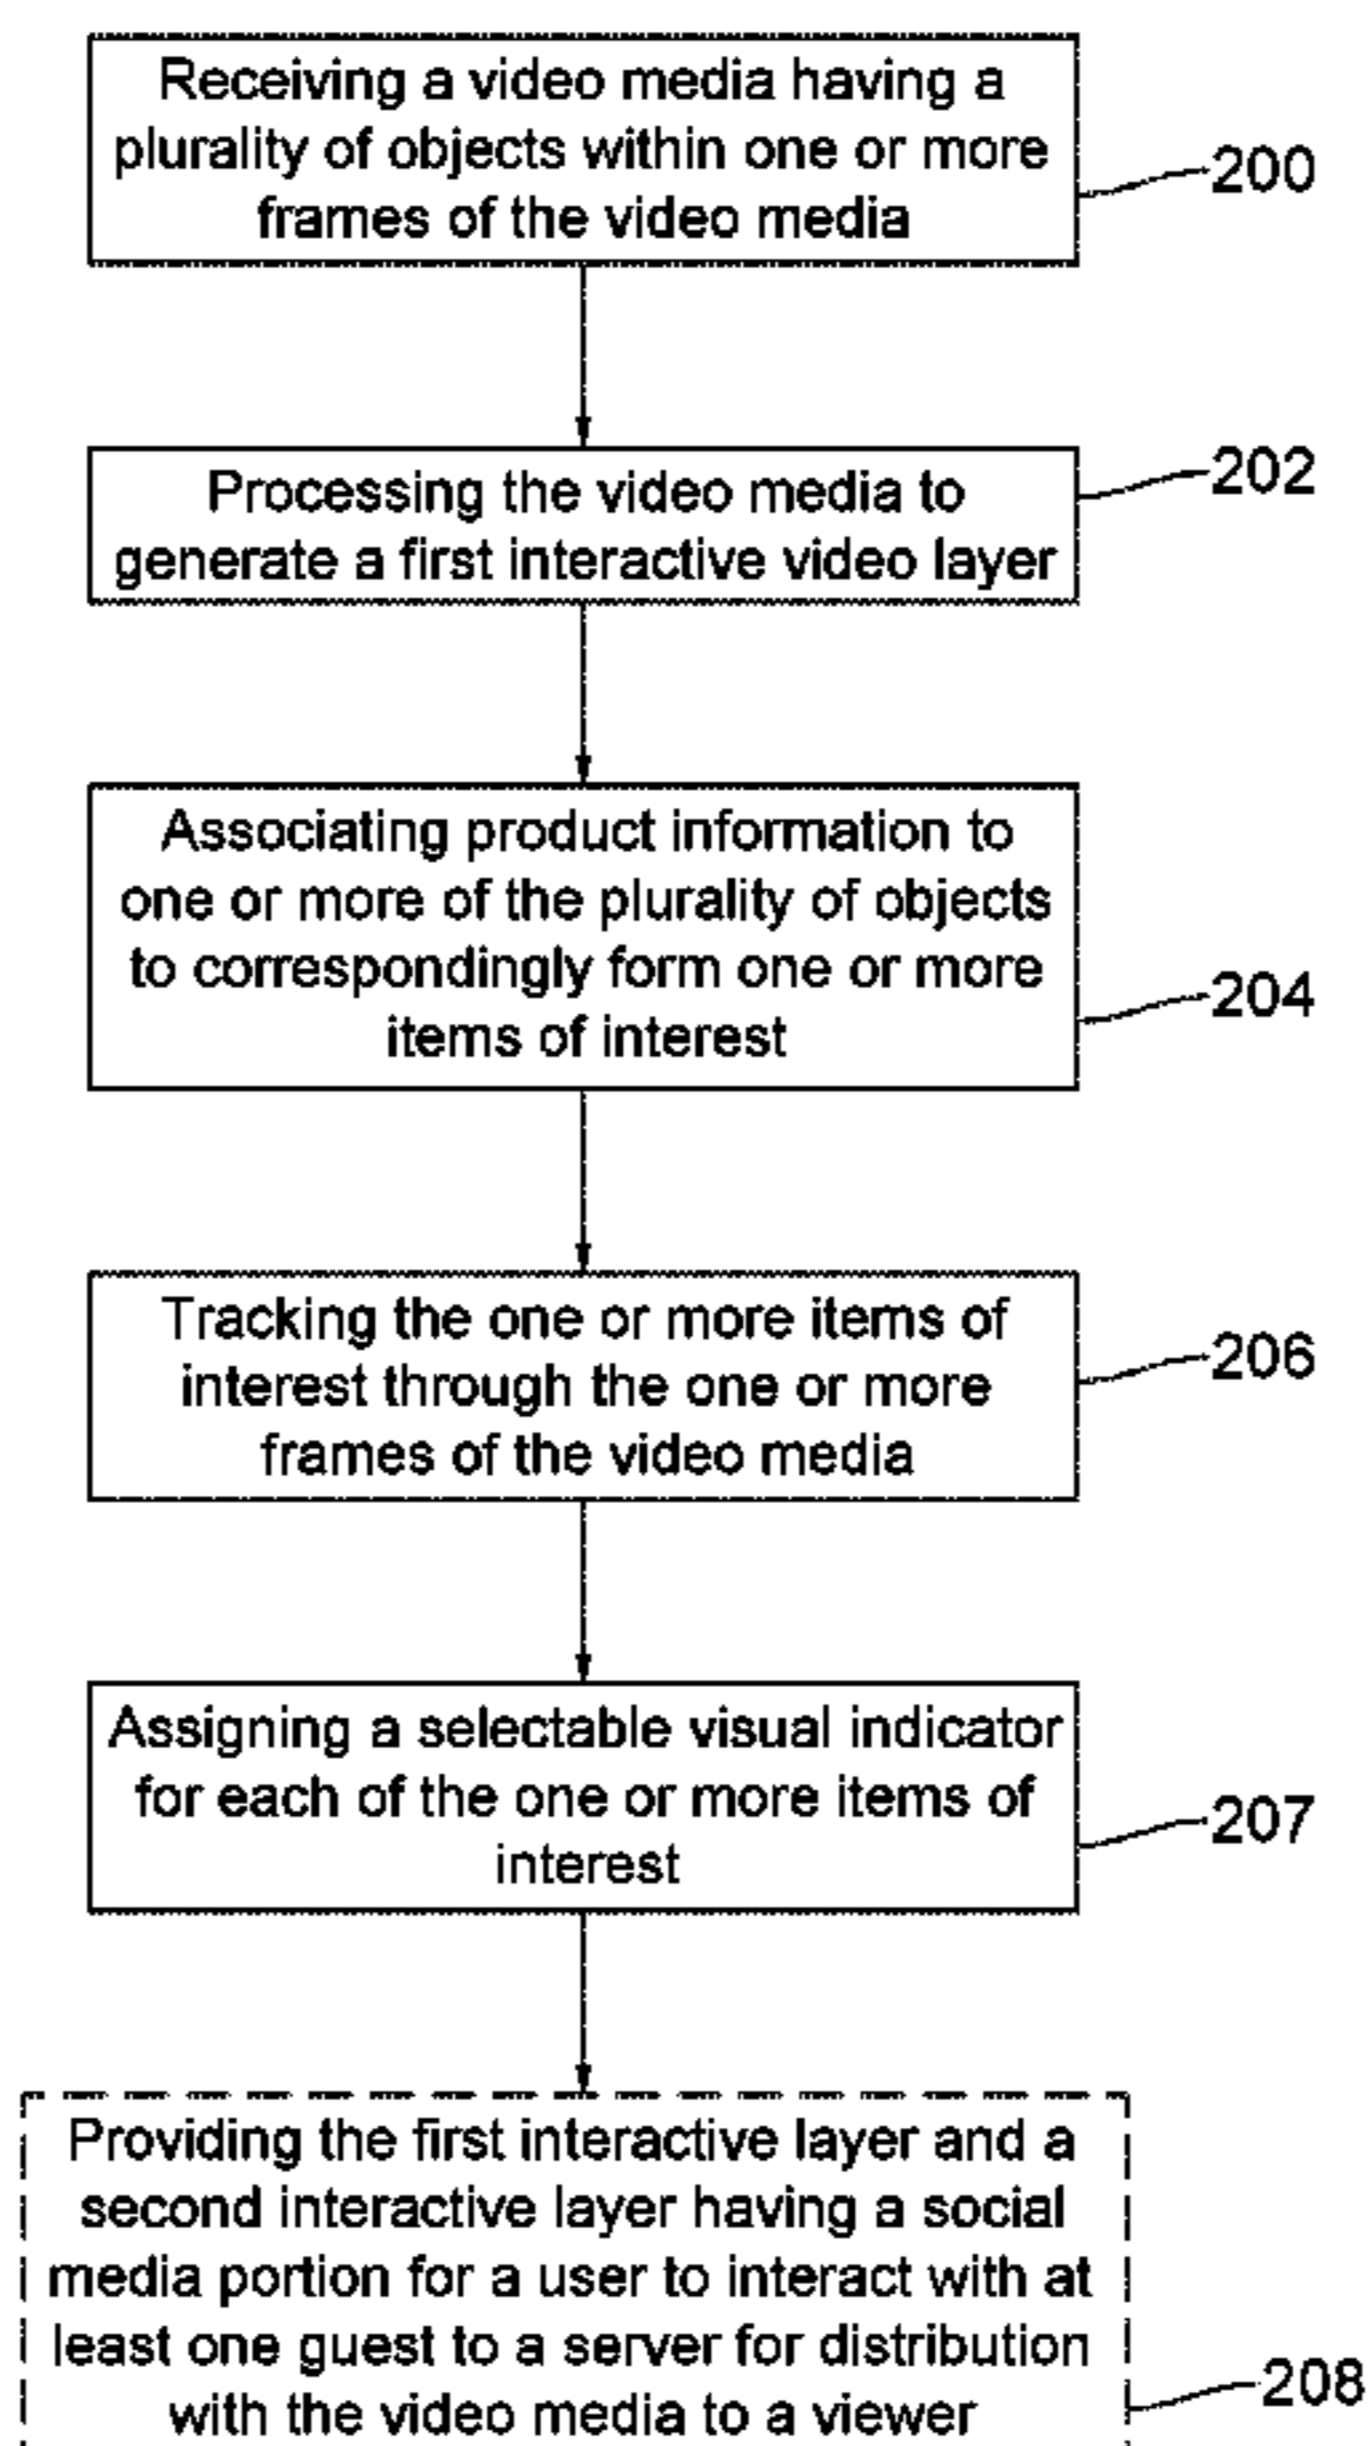 Receiving a video media having a
plurality of objects within one or more
frames of the video media
200
Processing the video media to
generate a first interactive video layer
202
Associating product information to
one or more of the plurality of objects
to correspondingly form one or more
items of interest
204
Tracking the one or more items of
interest through the one or more
frames of the video media
206
Assigning a selectable visual indicator
for each of the one or more items of
interest
207
Providing the first interactive layer and a
second interactive layer having a social
media portion for a user to interact with at
least one guest to a server for distribution
with the video media to a viewer
208